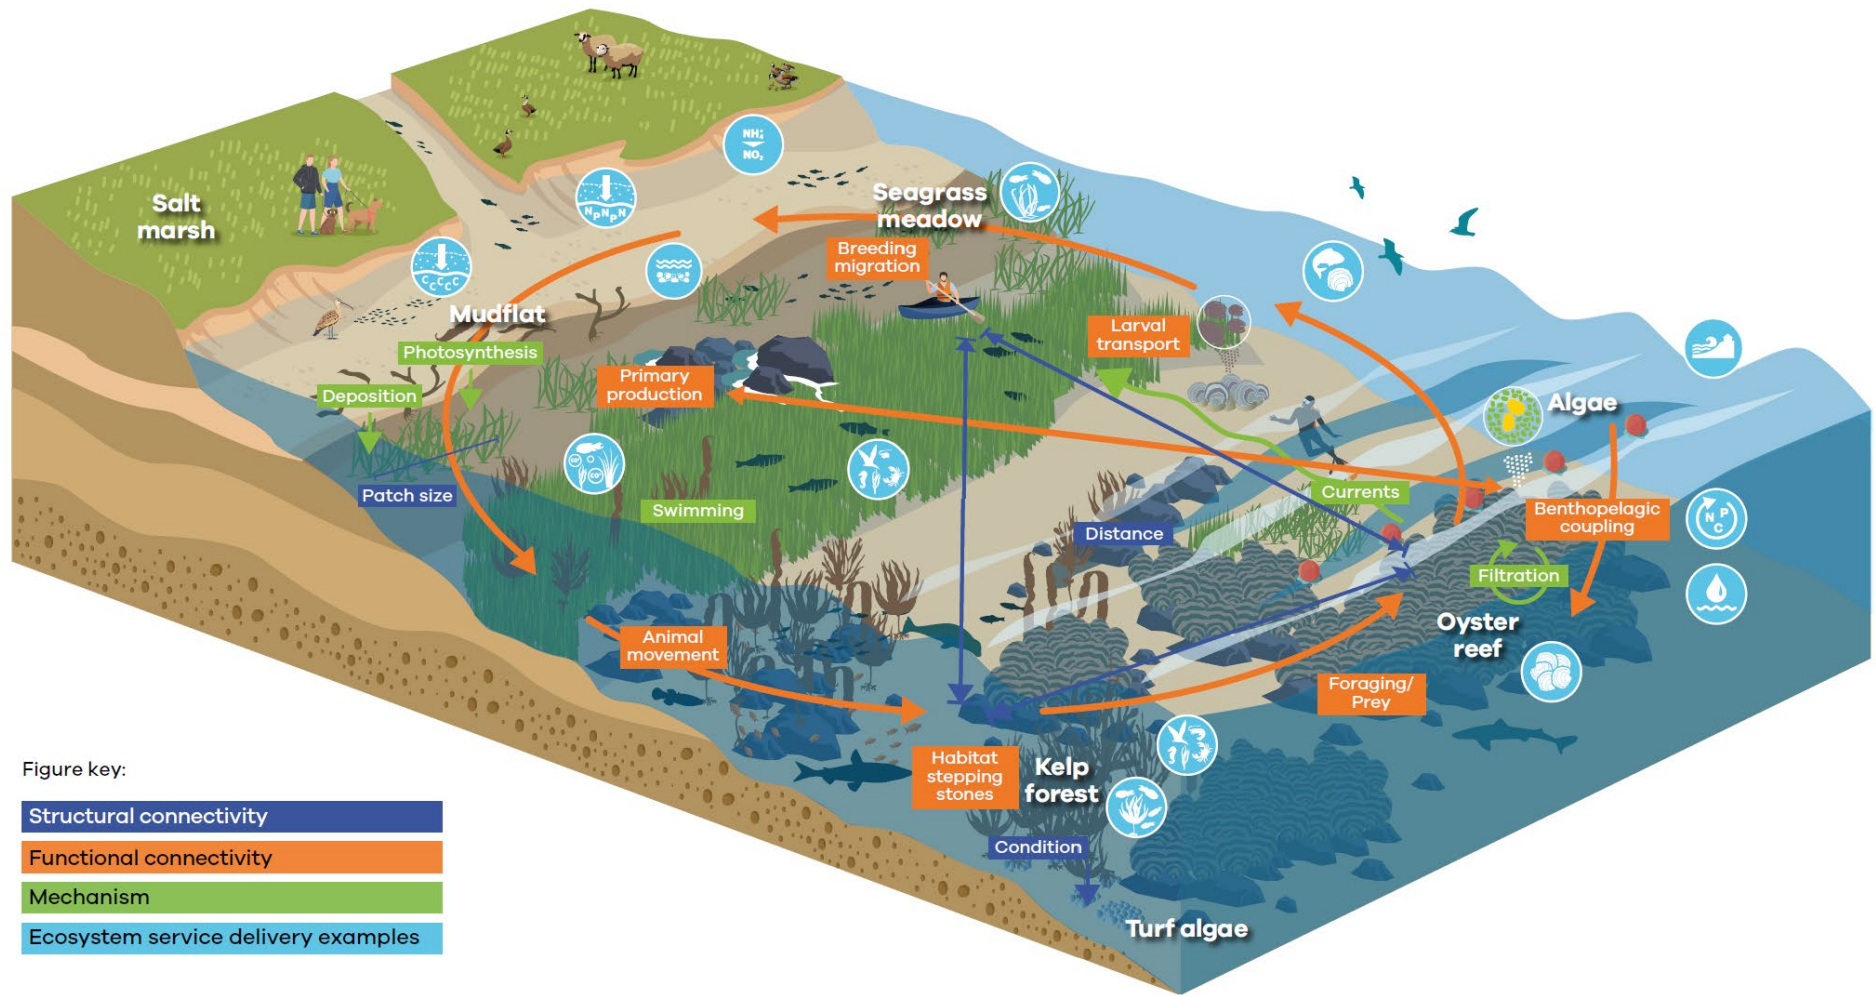 NH₄⁺
NO₂
Salt
marsh
Seagrass
meadow
N P N P N
Breeding
migration
C C C C C
Mudflat
Photosynthesis
Larval
transport
Deposition
Primary
production
Algae
Patch size
Swimming
Currents
Benthopelagic
coupling
N P
C
Distance
Filtration
Oyster
reef
Animal
movement
Foraging/
Prey
Habitat
stepping
stones
Kelp
forest
Condition
Turf algae
Figure key:
Structural connectivity
Functional connectivity
Mechanism
Ecosystem service delivery examples